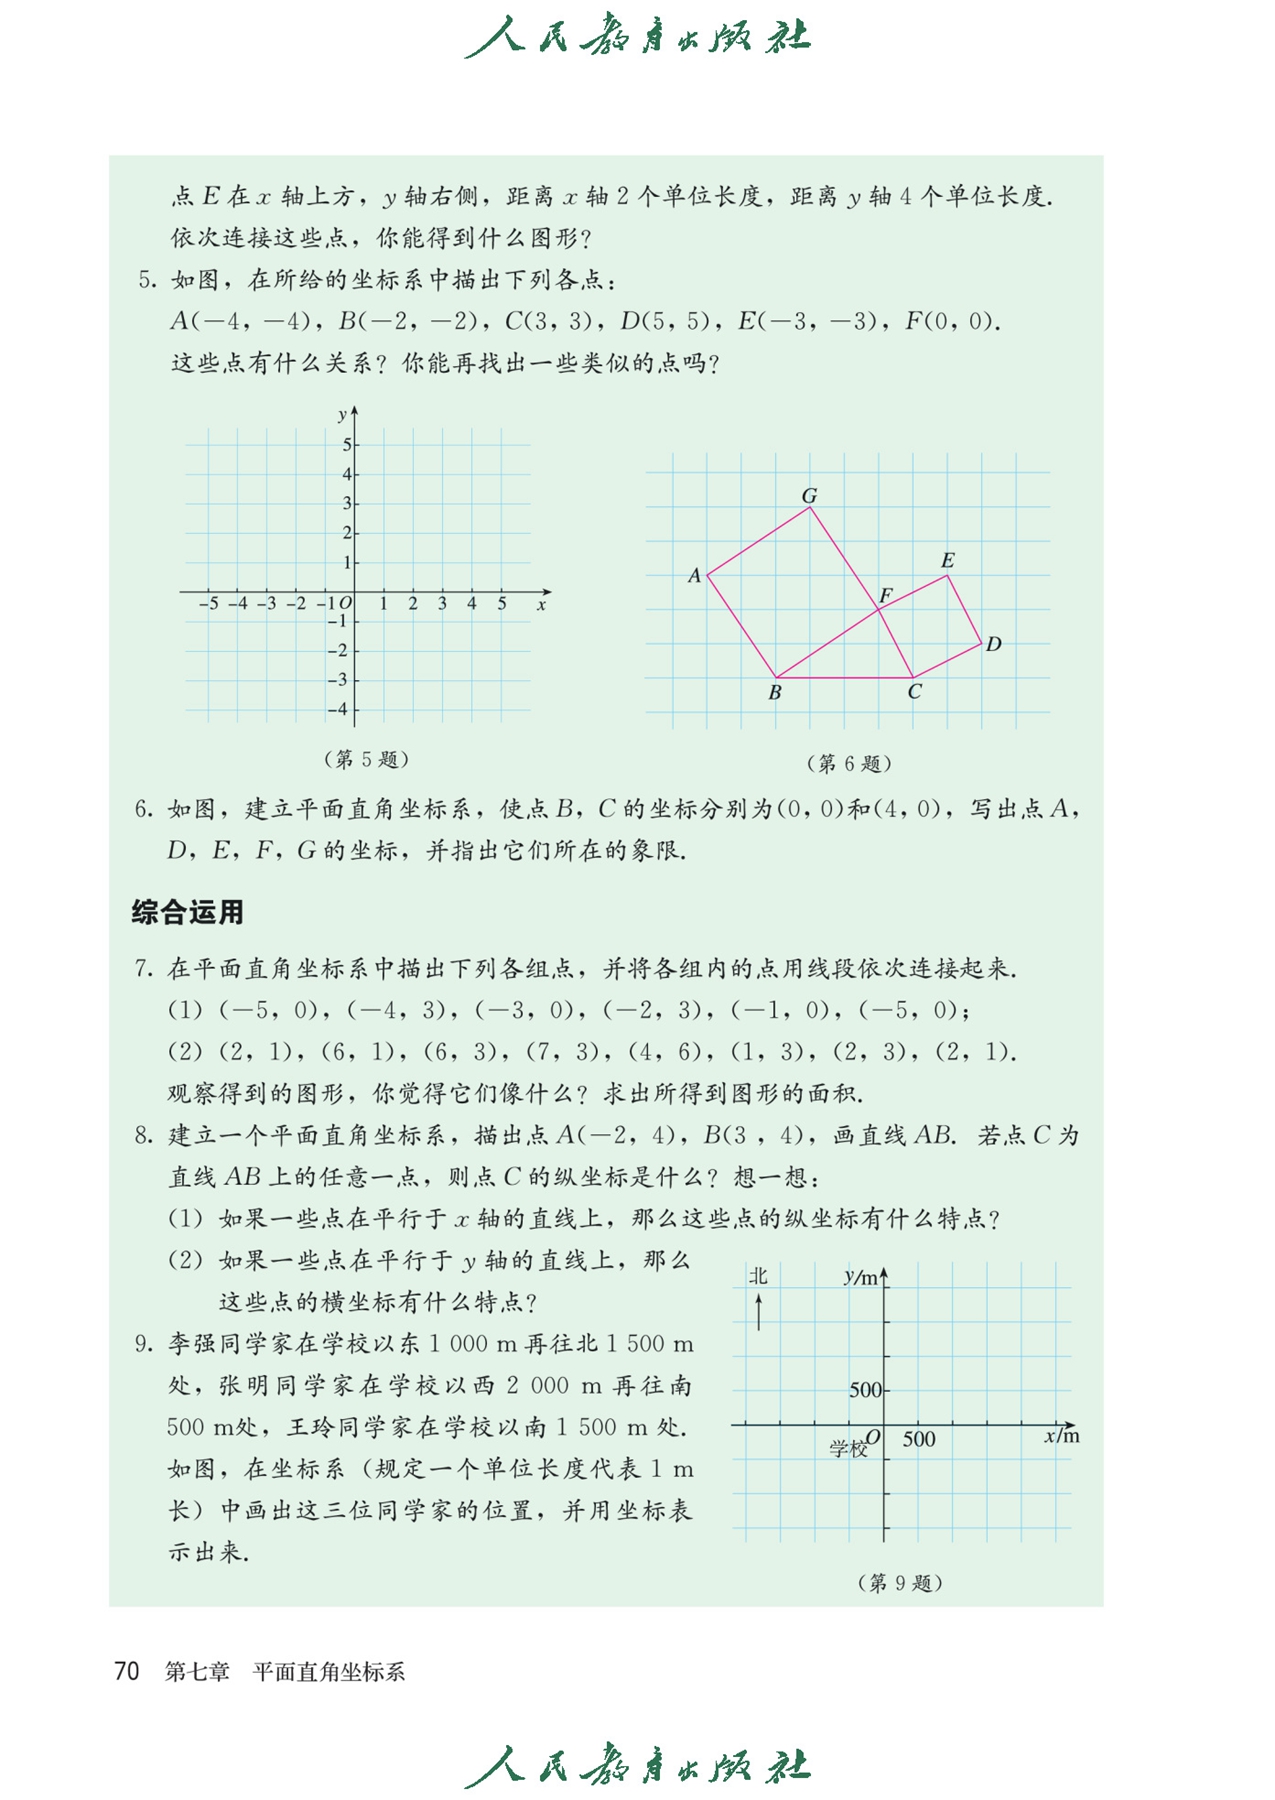 人民教育出版社
点 E 在 x 轴上方，y 轴右侧，距离 x 轴 2 个单位长度，距离 y 轴 4 个单位长度.
依次连接这些点，你能得到什么图形？
5. 如图，在所给的坐标系中描出下列各点：
A(－4，－4)，B(－2，－2)，C(3，3)，D(5，5)，E(－3，－3)，F(0，0).
这些点有什么关系？你能再找出一些类似的点吗？
y
5
4
3
2
1
－5 －4 －3 －2 －1 O 1 2 3 4 5 x
－1
－2
－3
－4
（第 5 题）
G
A
E
F
D
B
C
（第 6 题）
6. 如图，建立平面直角坐标系，使点 B，C 的坐标分别为(0，0)和(4，0)，写出点 A，
D，E，F，G 的坐标，并指出它们所在的象限.
综合运用
7. 在平面直角坐标系中描出下列各组点，并将各组内的点用线段依次连接起来.
(1) (－5，0)，(－4，3)，(－3，0)，(－2，3)，(－1，0)，(－5，0)；
(2) (2，1)，(6，1)，(6，3)，(7，3)，(4，6)，(1，3)，(2，3)，(2，1).
观察得到的图形，你觉得它们像什么？求出所得到图形的面积.
8. 建立一个平面直角坐标系，描出点 A(－2，4)，B(3，4)，画直线 AB. 若点 C 为
直线 AB 上的任意一点，则点 C 的纵坐标是什么？想一想：
(1) 如果一些点在平行于 x 轴的直线上，那么这些点的纵坐标有什么特点？
(2) 如果一些点在平行于 y 轴的直线上，那么
这些点的横坐标有什么特点？
9. 李强同学家在学校以东 1 000 m 再往北 1 500 m
处，张明同学家在学校以西 2 000 m 再往南
500 m处，王玲同学家在学校以南 1 500 m 处.
如图，在坐标系（规定一个单位长度代表 1 m
长）中画出这三位同学家的位置，并用坐标表
示出来.
北
y/m
500
O 500 x/m
学校
（第 9 题）
70 第七章 平面直角坐标系
人民教育出版社